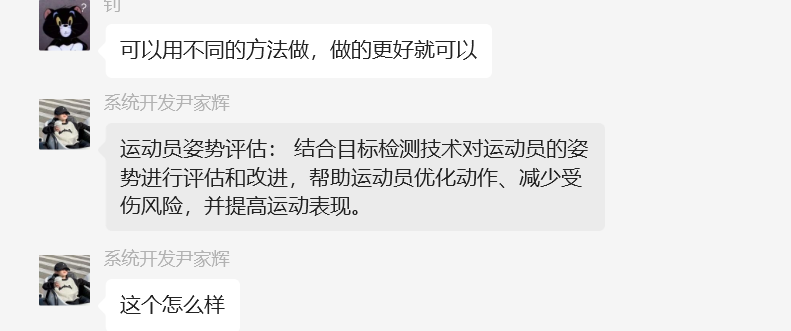 钊
可以用不同的方法做，做的更好就可以
系统开发尹家辉
运动员姿势评估： 结合目标检测技术对运动员的姿
势进行评估和改进，帮助运动员优化动作、减少受
伤风险，并提高运动表现。
系统开发尹家辉
这个怎么样